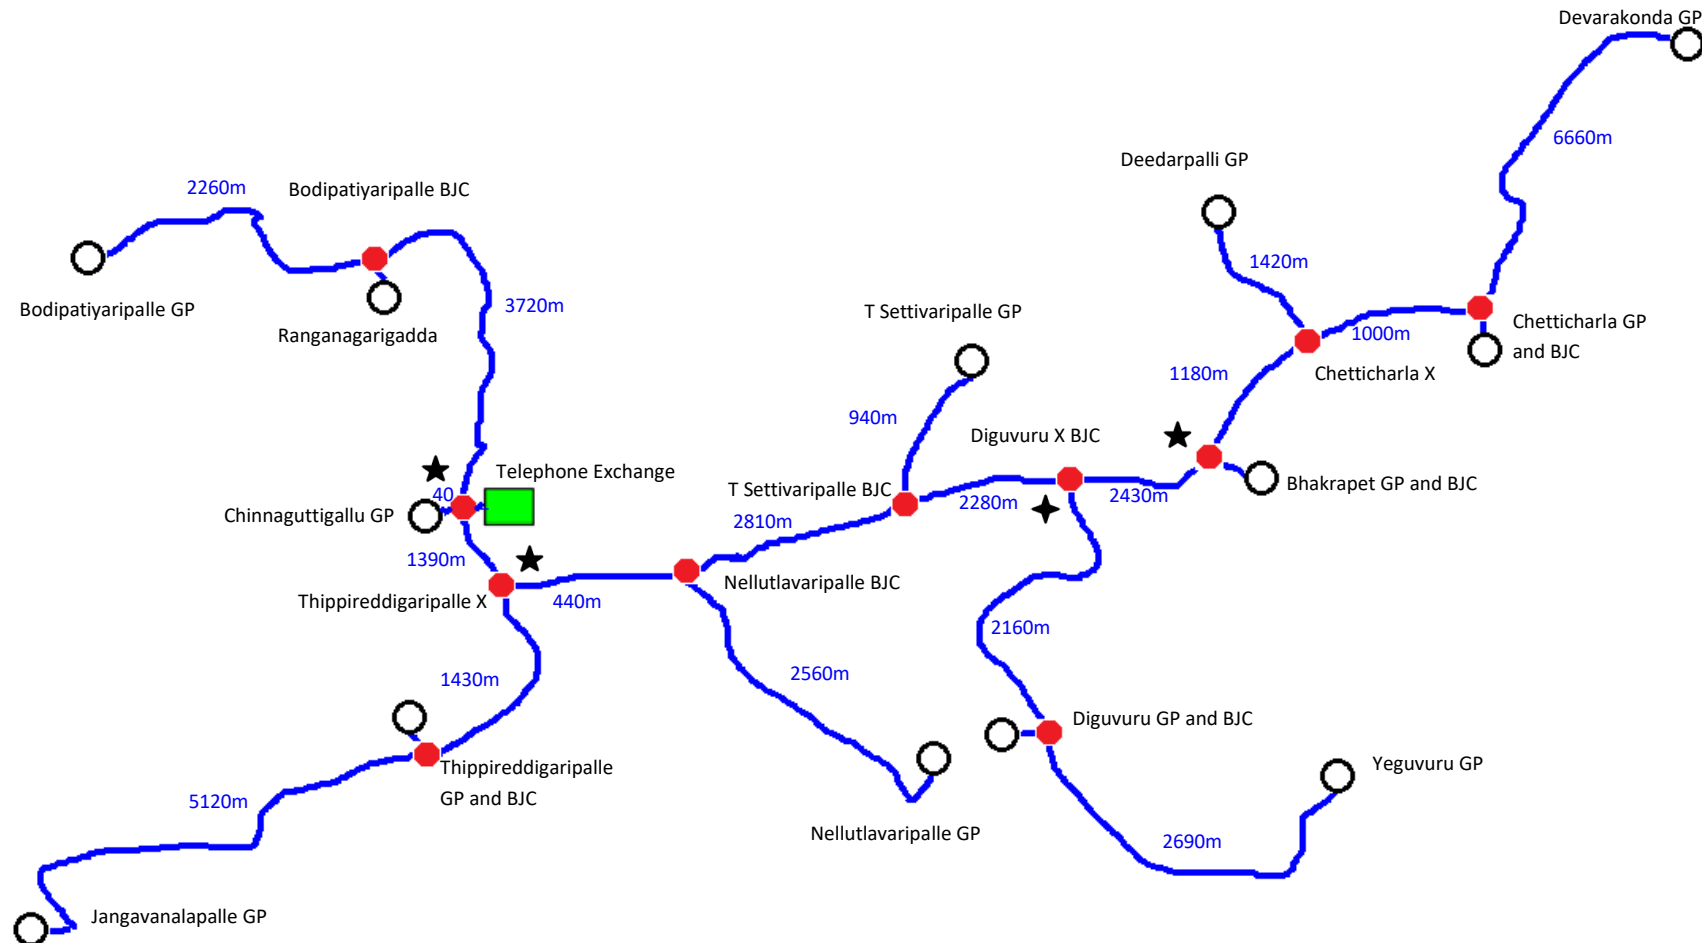 Devarakonda GP
6660m
Deedarpalli GP
2260m
Bodipatiyaripalle BJC
1420m
Bodipatiyaripalle GP
3720m
T Settivaripalle GP
Chetticharla GP
and BJC
Ranganagarigadda
1000m
Chetticharla X
1180m
940m
Diguvuru X BJC
Telephone Exchange
T Settivaripalle BJC
Bhakrapet GP and BJC
40
2430m
2280m
Chinnaguttigallu GP
2810m
1390m
Nellutlavaripalle BJC
Thippireddigaripalle X
440m
2160m
1430m
2560m
Diguvuru GP and BJC
Thippireddigaripalle
GP and BJC
Yeguvuru GP
5120m
Nellutlavaripalle GP
2690m
Jangavanalapalle GP